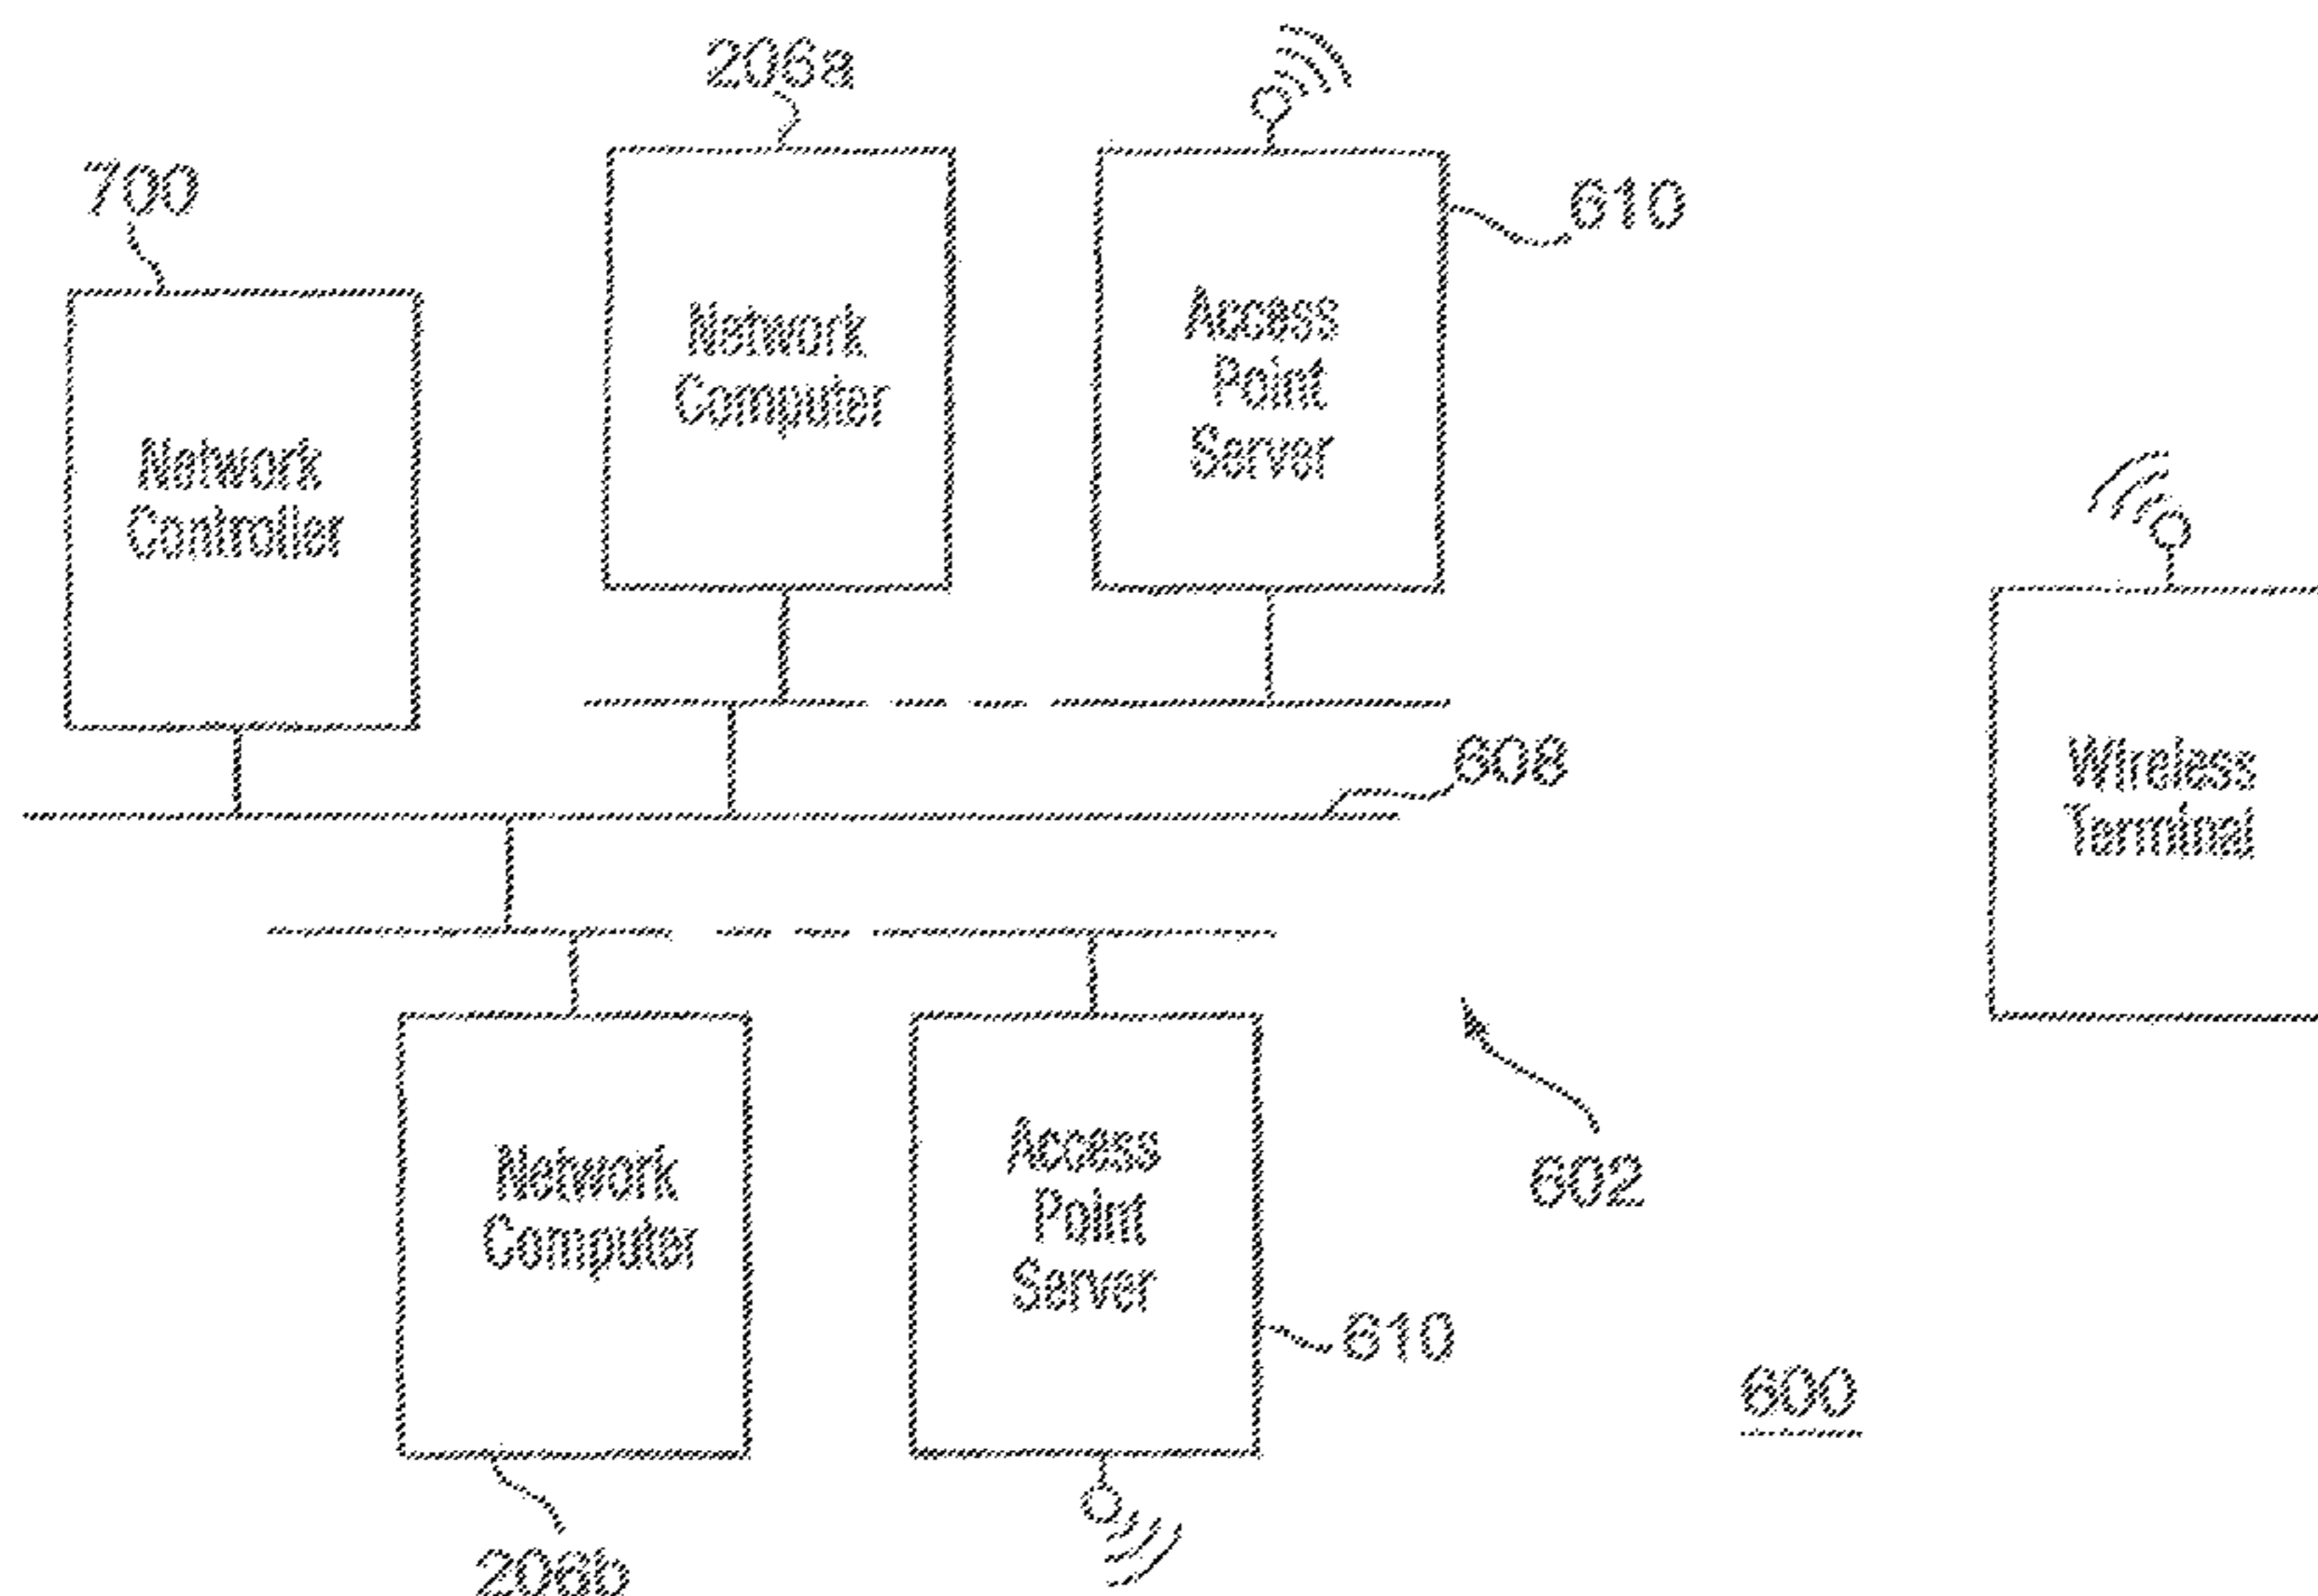 206a
700
610
Network
Computer
Access
Point
Server
Network
Controller
608
Wireless
Terminal
Network
Computer
Access
Point
Server
602
610
600
206b